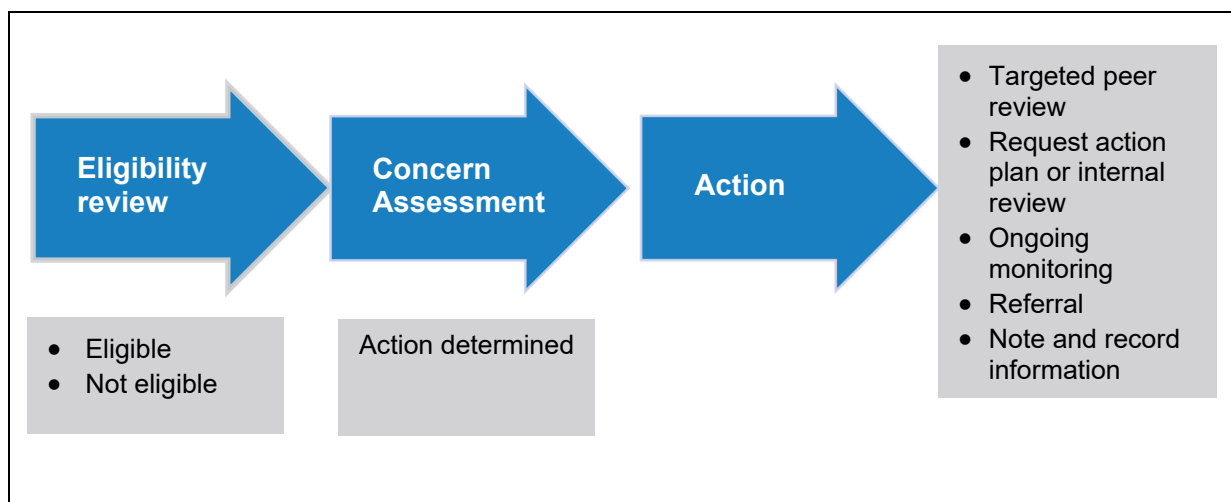 Eligibility
review
• Eligible
• Not eligible
Concern
Assessment
Action determined
Action
• Targeted peer
review
• Request action
plan or internal
review
• Ongoing
monitoring
• Referral
• Note and record
information